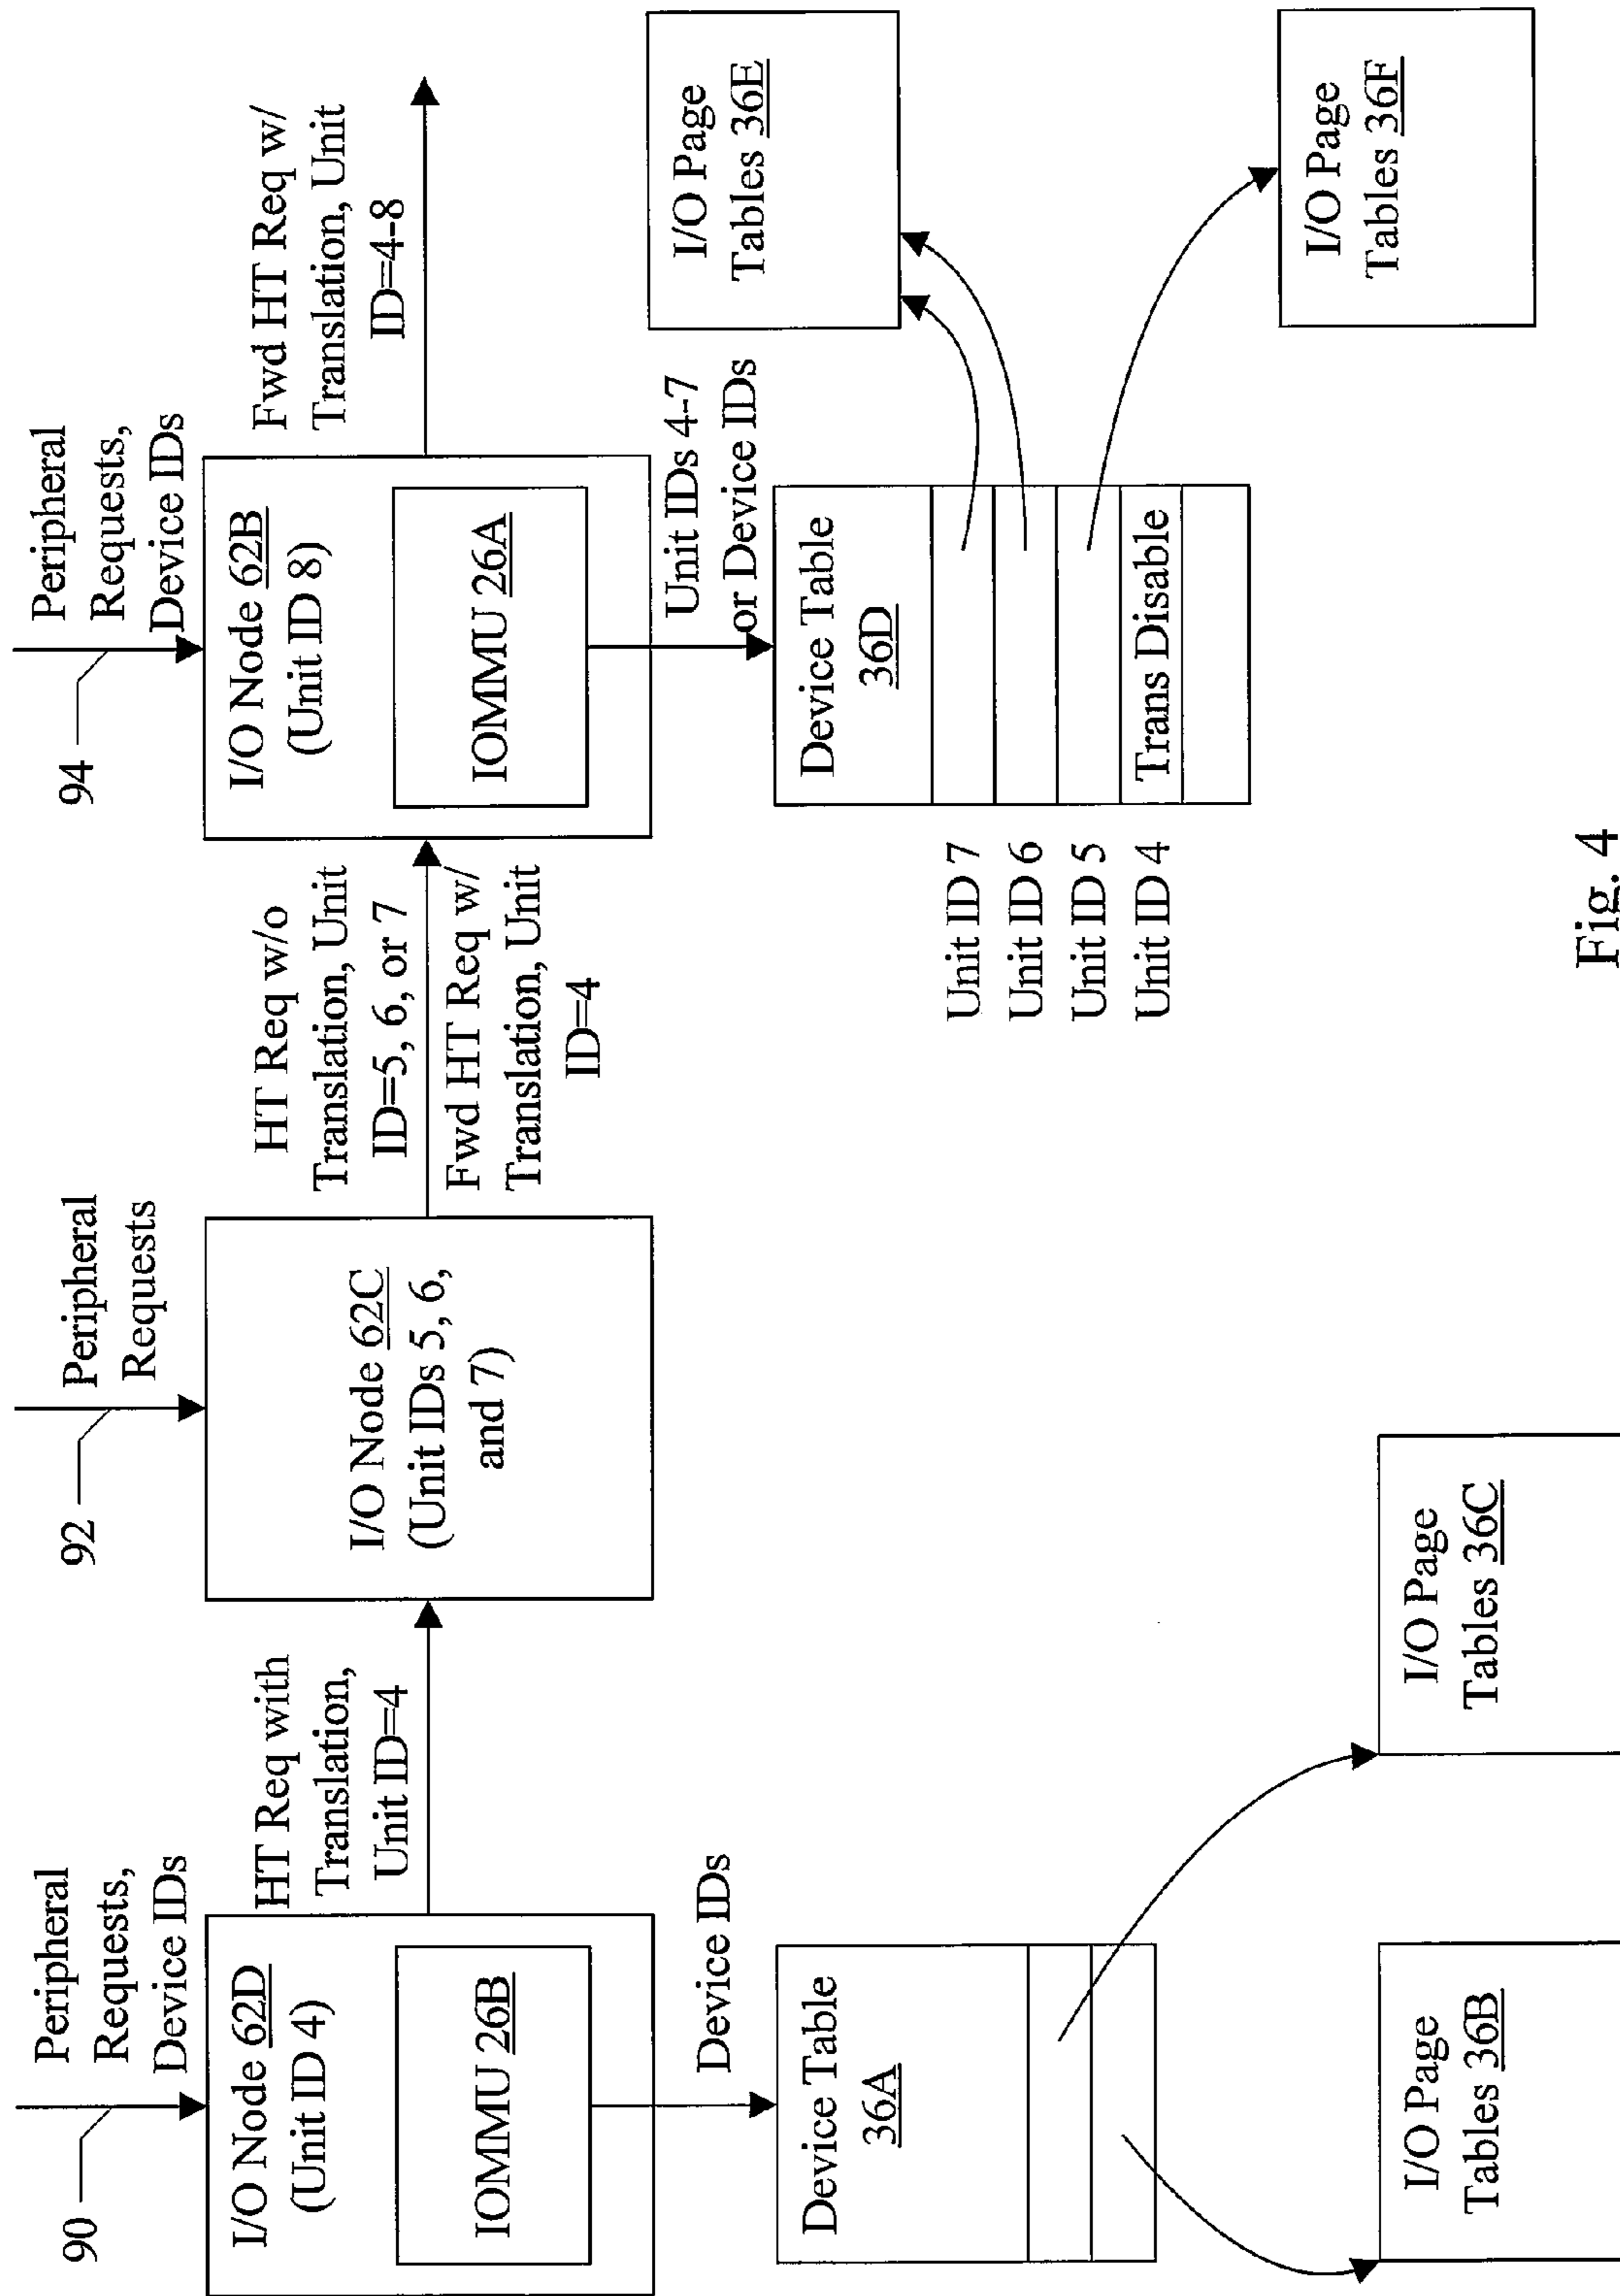 Peripheral
Requests,
Device IDs
90
I/O Node 62D
(Unit ID 4)
IOMMU 26B
HT Req with
Translation,
Unit ID=4
Device IDs
Device Table
36A
I/O Page
Tables 36B
I/O Page
Tables 36C
Peripheral
Requests
92
I/O Node 62C
(Unit IDs 5, 6,
and 7)
HT Req w/o
Translation, Unit
ID=5, 6, or 7
Fwd HT Req w/
Translation, Unit
ID=4
Peripheral
Requests,
Device IDs
94
I/O Node 62B
(Unit ID 8)
IOMMU 26A
Fwd HT Req w/
Translation, Unit
ID=4-8
Unit IDs 4-7
or Device IDs
Device Table
36D
Unit ID 7
Unit ID 6
Unit ID 5
Unit ID 4
Trans Disable
I/O Page
Tables 36E
I/O Page
Tables 36F
Fig. 4